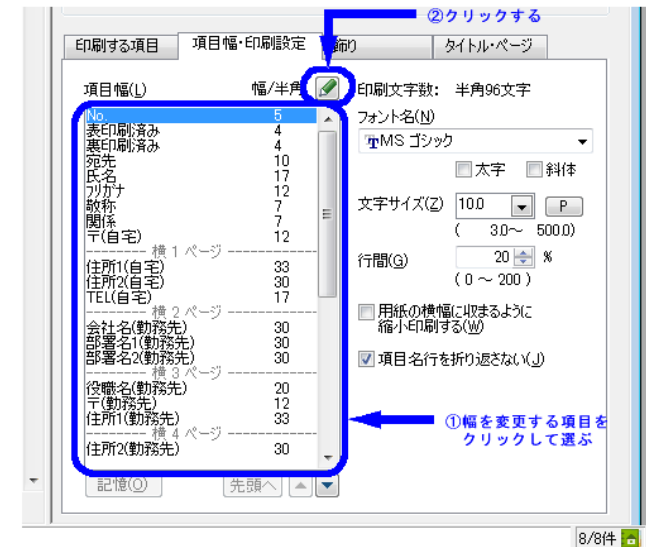 ②クリックする
印刷する項目 項目幅・印刷設定 飾り タイトル・ページ
項目幅(L) 幅/半角 印刷文字数: 半角96文字
フォント名(N)
MS ゴシック
太字 斜体
文字サイズ(Z) 10.0 P
( 3.0～ 500.0)
行間(G) 20 %
( 0 ～ 200 )
用紙の横幅に収まるように
縮小印刷する(W)
項目名行を折り返さない(J)
No. 5
表印刷済み 4
裏印刷済み 4
宛先 10
氏名 17
フリガナ 12
敬称 7
関係 7
〒(自宅) 12
-------- 横 1 ページ ------------
住所1(自宅) 33
住所2(自宅) 30
TEL(自宅) 17
-------- 横 2 ページ ------------
会社名(勤務先) 30
部署名1(勤務先) 30
部署名2(勤務先) 30
-------- 横 3 ページ ------------
役職名(勤務先) 20
〒(勤務先) 12
住所1(勤務先) 33
-------- 横 4 ページ ------------
住所2(勤務先) 30
①幅を変更する項目を
クリックして選ぶ
記憶(O) 先頭へ
8/8件